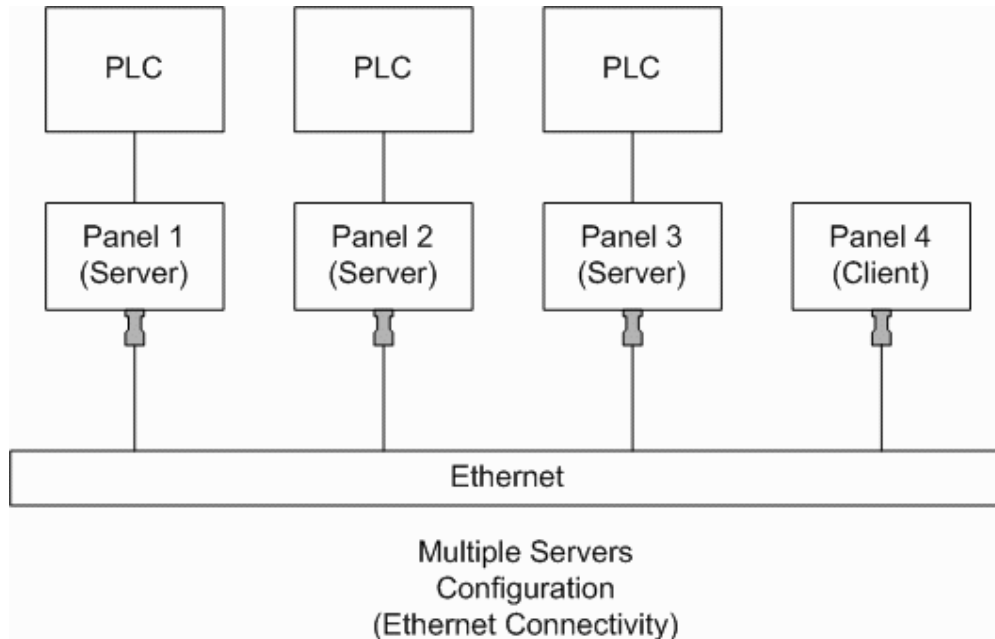 PLC
PLC
PLC
Panel 1
(Server)
Panel 2
(Server)
Panel 3
(Server)
Panel 4
(Client)
Ethernet
Multiple Servers
Configuration
(Ethernet Connectivity)